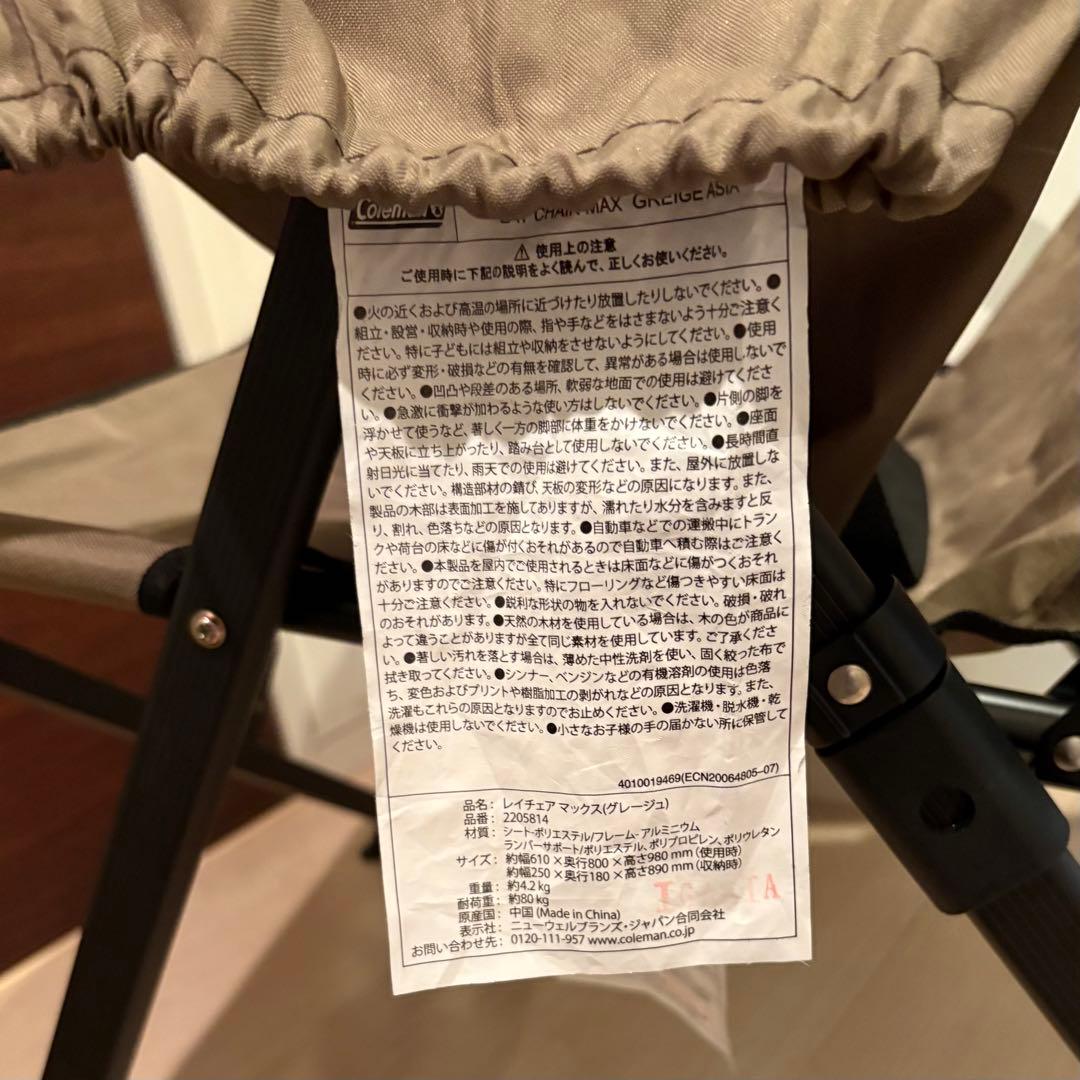 Coleman®
CHAIR MAX GREIGE ASIA
⚠ 使用上の注意
ご使用時に下記の説明をよく読んで、正しくお使いください。
●火の近くおよび高温の場所に近づけたり放置したりしないでください。●
組立・設営・収納時や使用の際、指や手などをはさまないよう十分ご注意く
ださい。特に子どもには組立や収納をさせないようにしてください。●使用
時に必ず変形・破損などの有無を確認して、異常がある場合は使用しないで
ください。●凹凸や段差のある場所、軟弱な地面での使用は避けてくださ
い。●急激に衝撃が加わるような使い方はしないでください。●片側の脚を
浮かせて使うなど、著しく一方の脚部に体重をかけないでください。●座面
や天板に立ち上がったり、踏み台として使用しないでください。●長時間直
射日光に当てたり、雨天での使用は避けてください。また、屋外に放置しな
いでください。構造部材の錆び、天板の変形などの原因になります。また、
製品の木部は表面加工を施してありますが、濡れたり水分を含みますと反
り、割れ、色落ちなどの原因となります。●自動車などでの運搬中にトラン
クや荷台の床などに傷が付くおそれがあるので自動車へ積む際はご注意く
ださい。●本製品を屋内でご使用されるときは床面などに傷がつくおそれ
がありますのでご注意ください。特にフローリングなど傷つきやすい床面は
十分ご注意ください。●鋭利な形状の物を入れないでください。破損・破れ
のおそれがあります。●天然の木材を使用している場合は、木の色が商品に
よって違うことがありますが全て同じ素材を使用しています。ご了承くださ
い。●著しい汚れを落とす場合は、薄めた中性洗剤を使い、固く絞った布で
拭き取ってください。●シンナー、ベンジンなどの有機溶剤の使用は色落
ち、変色およびプリントや樹脂加工の剥がれなどの原因となります。また、
洗濯もこれらの原因となりますのでお止めください。●洗濯機・脱水機・乾
燥機は使用しないでください。●小さなお子様の手の届かない所に保管して
ください。
4010019469(ECN20064805-07)
品名: レイチェア マックス(グレージュ)
品番: 2205814
材質: シート-ポリエステル/フレーム-アルミニウム
ランバーサポート/ポリエステル、ポリプロピレン、ポリウレタン
サイズ: 約幅610×奥行800×高さ980mm(使用時)
約幅250×奥行180×高さ890mm(収納時)
重量: 約4.2kg
耐荷重: 約80kg
原産国: 中国(Made in China)
表示社: ニューウェルブランズ・ジャパン合同会社
お問い合わせ先: 0120-111-957 www.coleman.co.jp